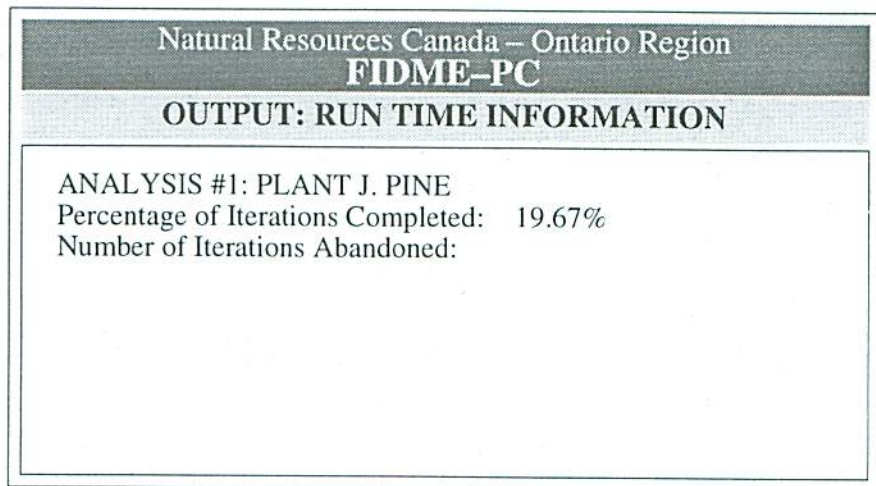 Natural Resources Canada – Ontario Region
FIDME–PC
OUTPUT: RUN TIME INFORMATION
ANALYSIS #1: PLANT J. PINE
Percentage of Iterations Completed: 19.67%
Number of Iterations Abandoned: